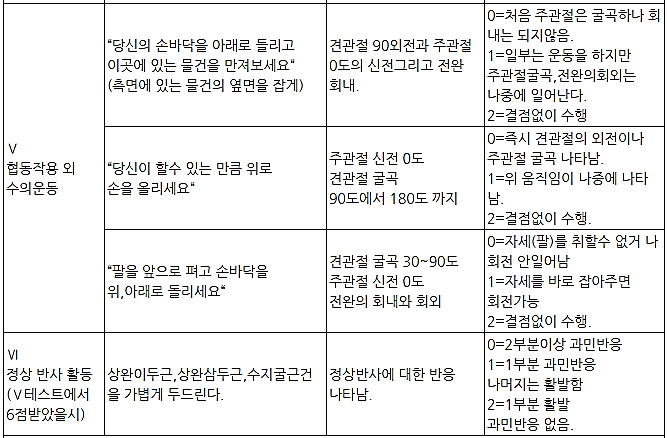 Ⅴ
협동작용 외
수의운동
“당신의 손바닥을 아래로 들리고
이곳에 있는 물건을 만져보세요“
(측면에 있는 물건의 옆면을 잡게)
견관절 90외전과 주관절
0도의 신전그리고 전완
회내.
0=처음 주관절은 굴곡하나 회
내는 되지않음.
1=일부는 운동을 하지만
주관절굴곡,전완의회외는
나중에 일어난다.
2=결점없이 수행
“당신이 할수 있는 만큼 위로
손을 올리세요“
주관절 신전 0도
견관절 굴곡
90도에서 180도 까지
0=즉시 견관절의 외전이나
주관절 굴곡 나타남.
1=위 움직임이 나중에 나타
남.
2=결점없이 수행.
“팔을 앞으로 펴고 손바닥을
위,아래로 돌리세요“
견관절 굴곡 30~90도
주관절 신전 0도
전완의 회내와 회외
0=자세(팔)를 취할수 없거 나
회전 안일어남
1=자세를 바로 잡아주면
회전가능
2=결점없이 수행.
Ⅵ
정상 반사 활동
(Ⅴ테스트에서
6점받았을시)
상완이두근,상완삼두근,수지굴근건
을 가볍게 두드린다.
정상반사에 대한 반응
나타남.
0=2부분이상 과민반응
1=1부분 과민반응
나머지는 활발함
2=1부분 활발
과민반응 없음.